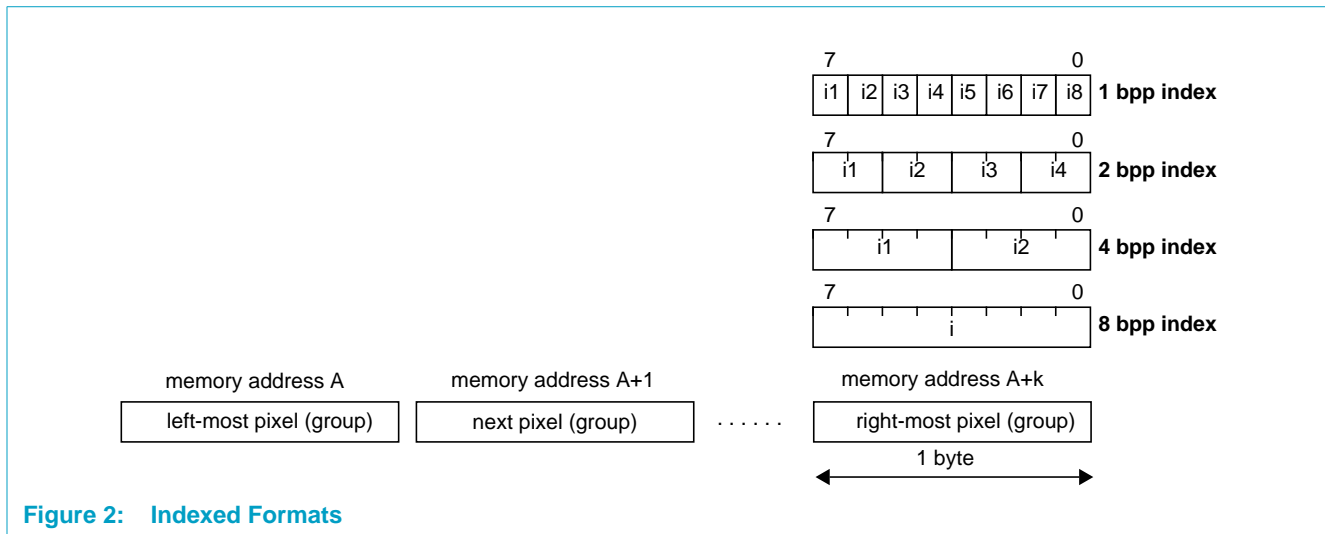 7 0
i1 i2 i3 i4 i5 i6 i7 i8 1 bpp index
7 0
i1 i2 i3 i4 2 bpp index
7 0
i1 i2 4 bpp index
7 0
i 8 bpp index
memory address A memory address A+1 memory address A+k
left-most pixel (group) next pixel (group) . . . . . . right-most pixel (group)
1 byte
Figure 2: Indexed Formats